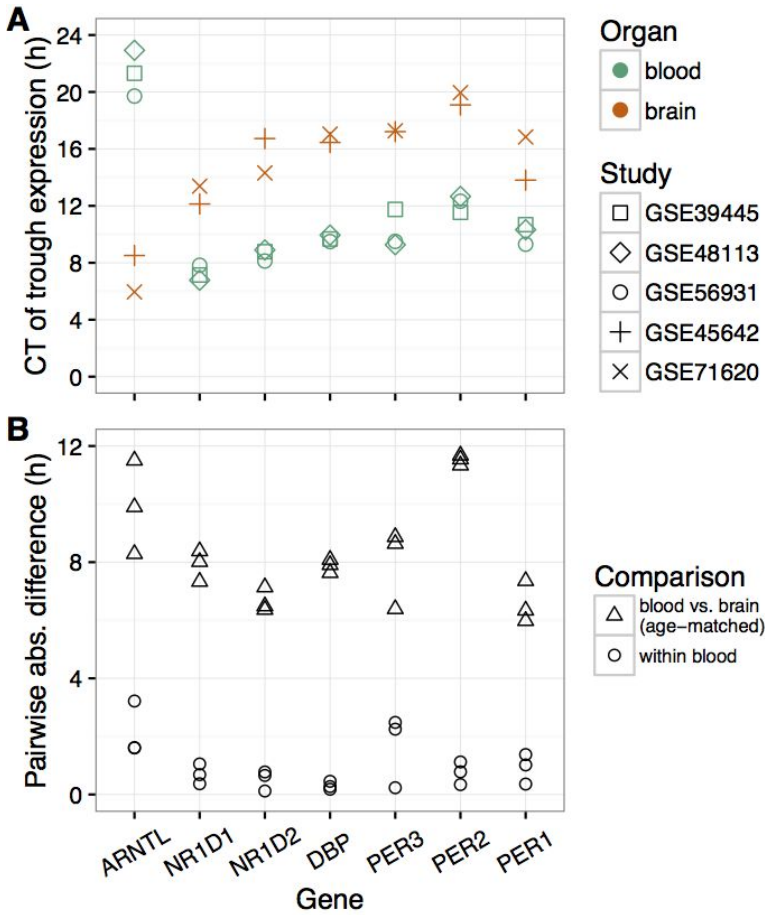 A
CT of trough expression (h)
24
20
16
12
8
4
0
Organ
blood
brain
Study
GSE39445
GSE48113
GSE56931
GSE45642
GSE71620
B
Pairwise abs. difference (h)
12
8
4
0
Comparison
blood vs. brain
(age−matched)
within blood
ARNTL
NR1D1
NR1D2
DBP
PER3
PER2
PER1
Gene